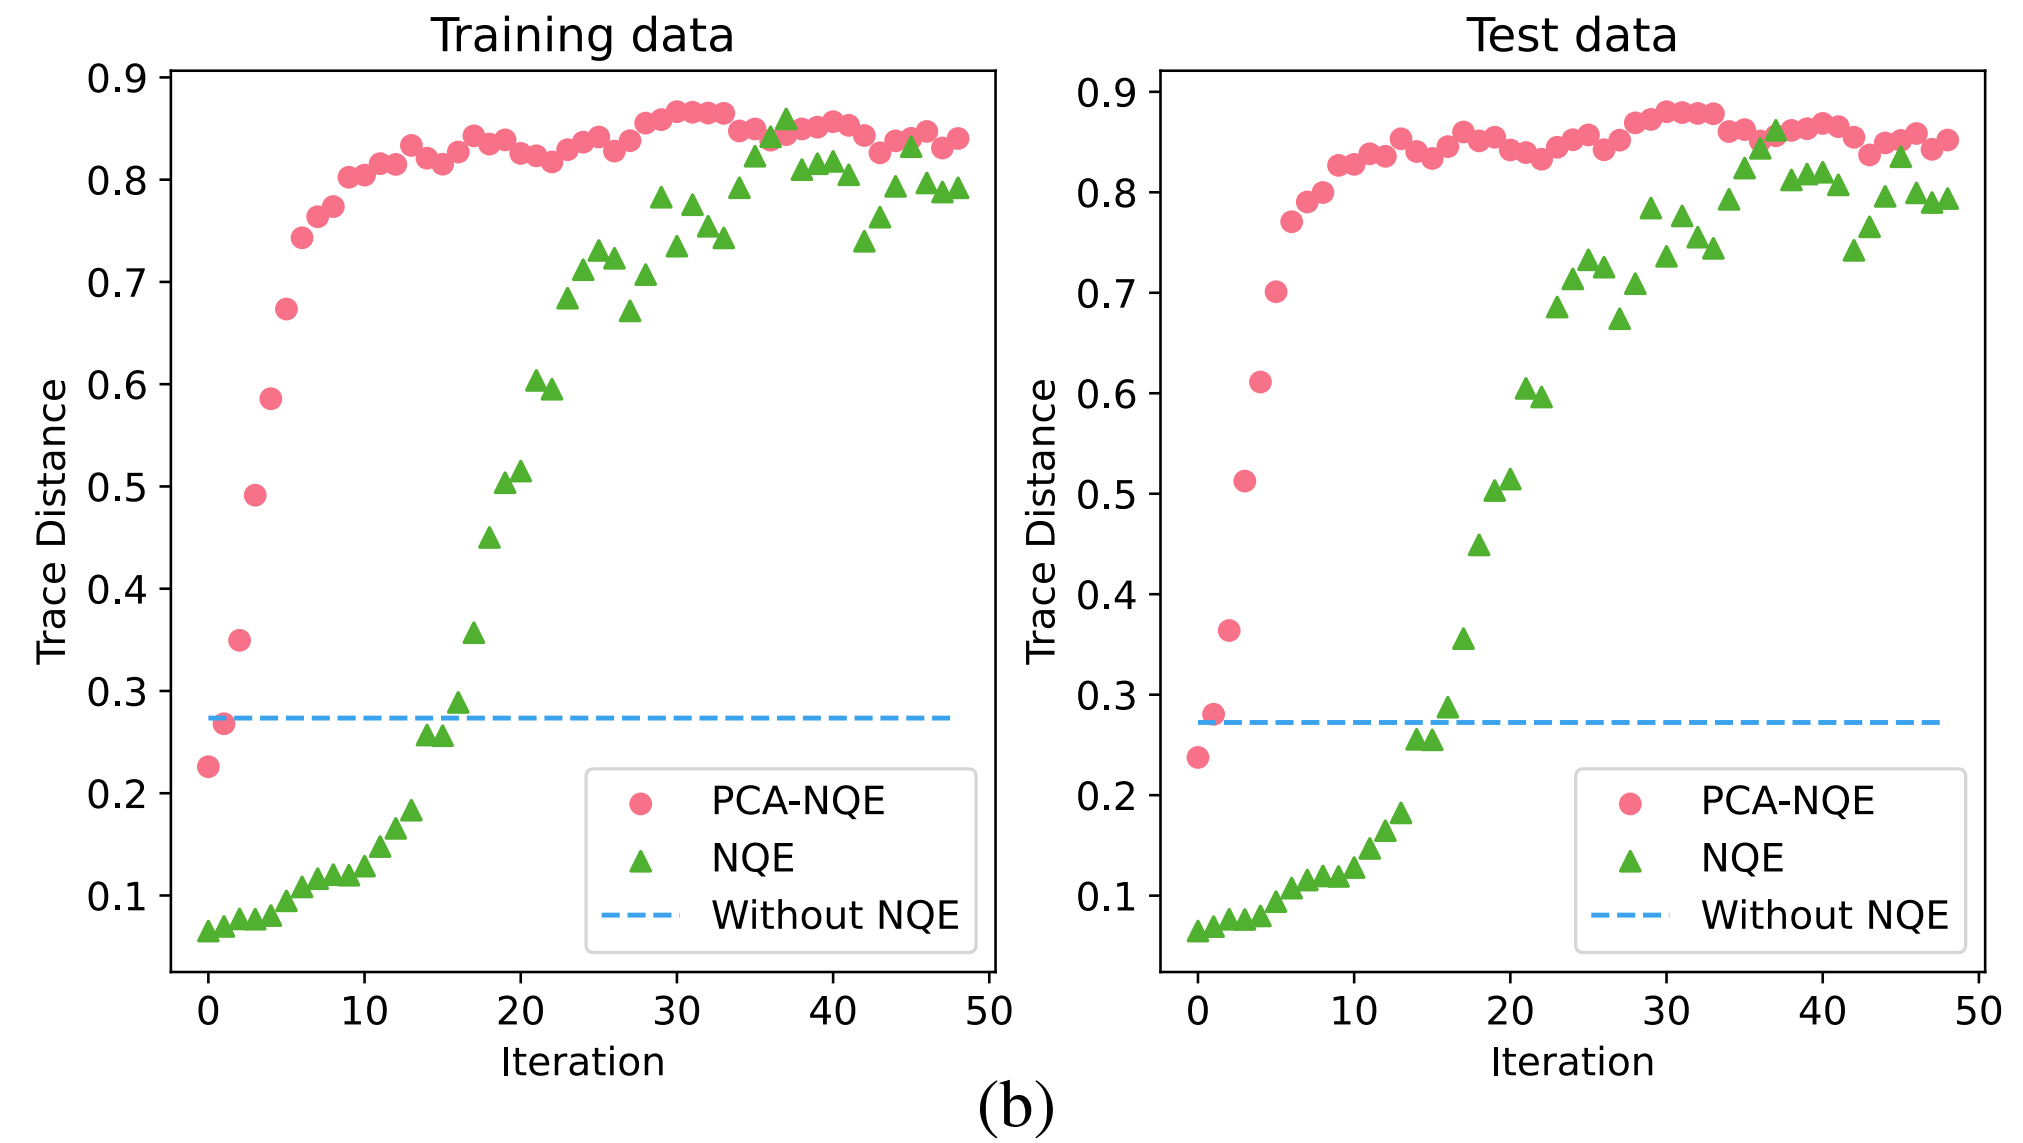 Training data
0.9
0.8
0.7
0.6
0.5
0.4
0.3
0.2
0.1
Trace Distance
0 10 20 30 40 50
Iteration
PCA-NQE
NQE
Without NQE
Test data
0.9
0.8
0.7
0.6
0.5
0.4
0.3
0.2
0.1
Trace Distance
0 10 20 30 40 50
Iteration
PCA-NQE
NQE
Without NQE
(b)